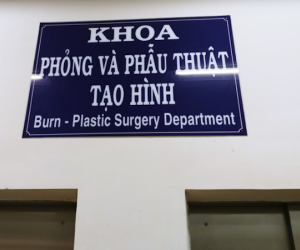 KHOA
PHỎNG VÀ PHẪU THUẬT
TẠO HÌNH
Burn - Plastic Surgery Department